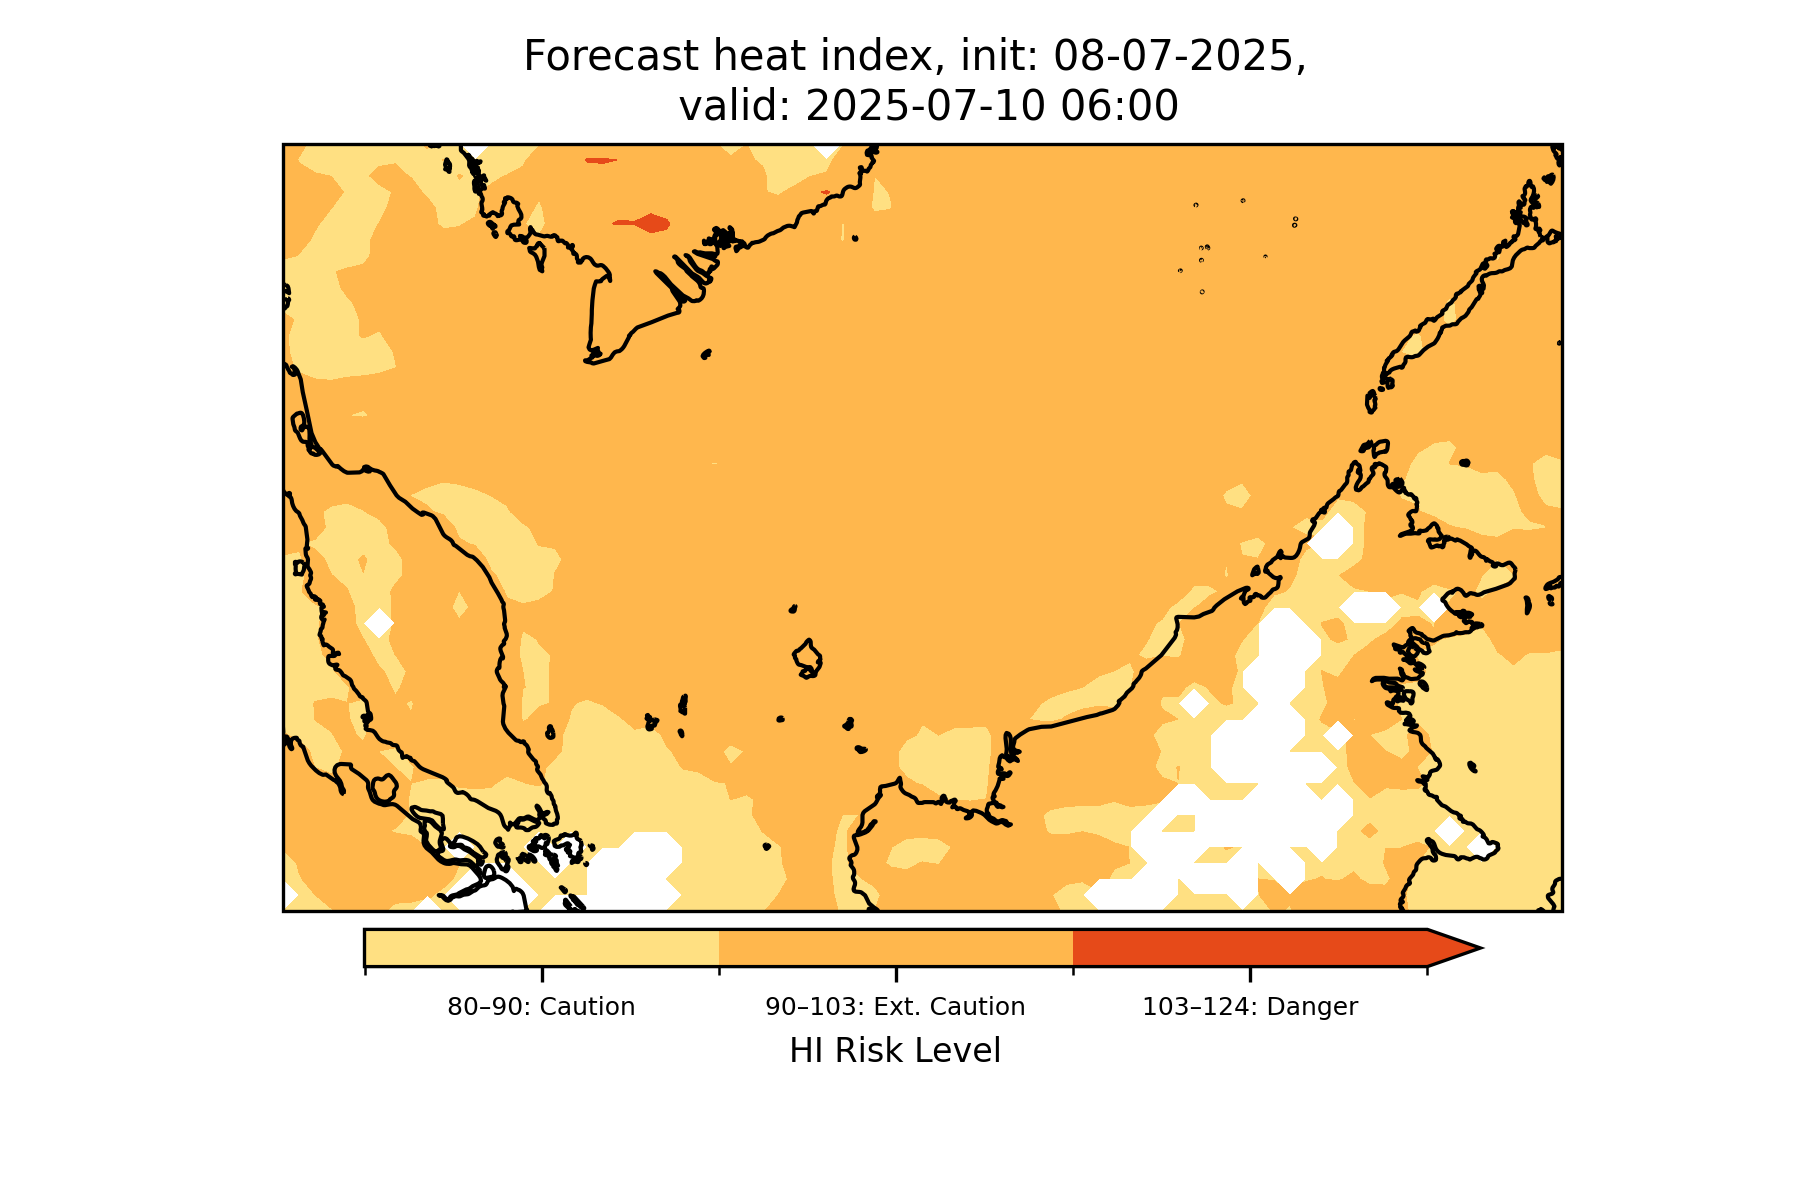 Forecast heat index, init: 08-07-2025,
valid: 2025-07-10 06:00
80–90: Caution
90–103: Ext. Caution
103–124: Danger
HI Risk Level